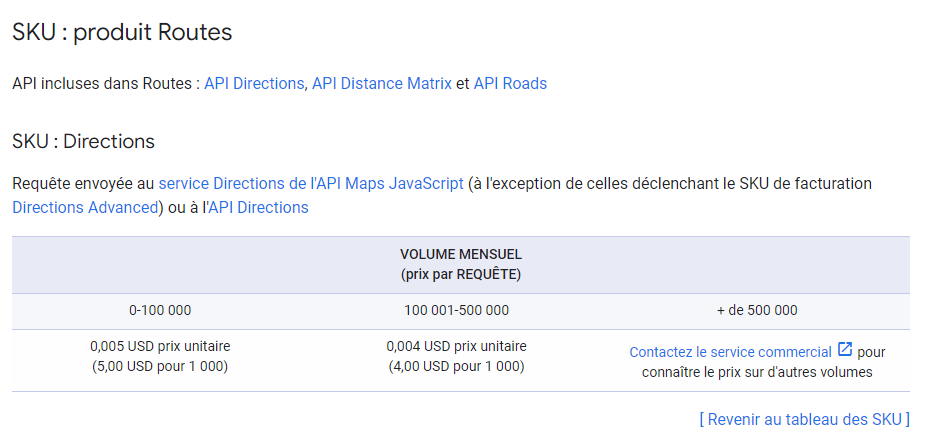 SKU : produit Routes
API incluses dans Routes : API Directions, API Distance Matrix et API Roads
SKU : Directions
Requête envoyée au service Directions de l'API Maps JavaScript (à l'exception de celles déclenchant le SKU de facturation
Directions Advanced) ou à l'API Directions
VOLUME MENSUEL
(prix par REQUÊTE)
0-100 000 100 001-500 000 + de 500 000
0,005 USD prix unitaire 0,004 USD prix unitaire Contactez le service commercial pour
(5,00 USD pour 1 000) (4,00 USD pour 1 000) connaître le prix sur d'autres volumes
[ Revenir au tableau des SKU ]